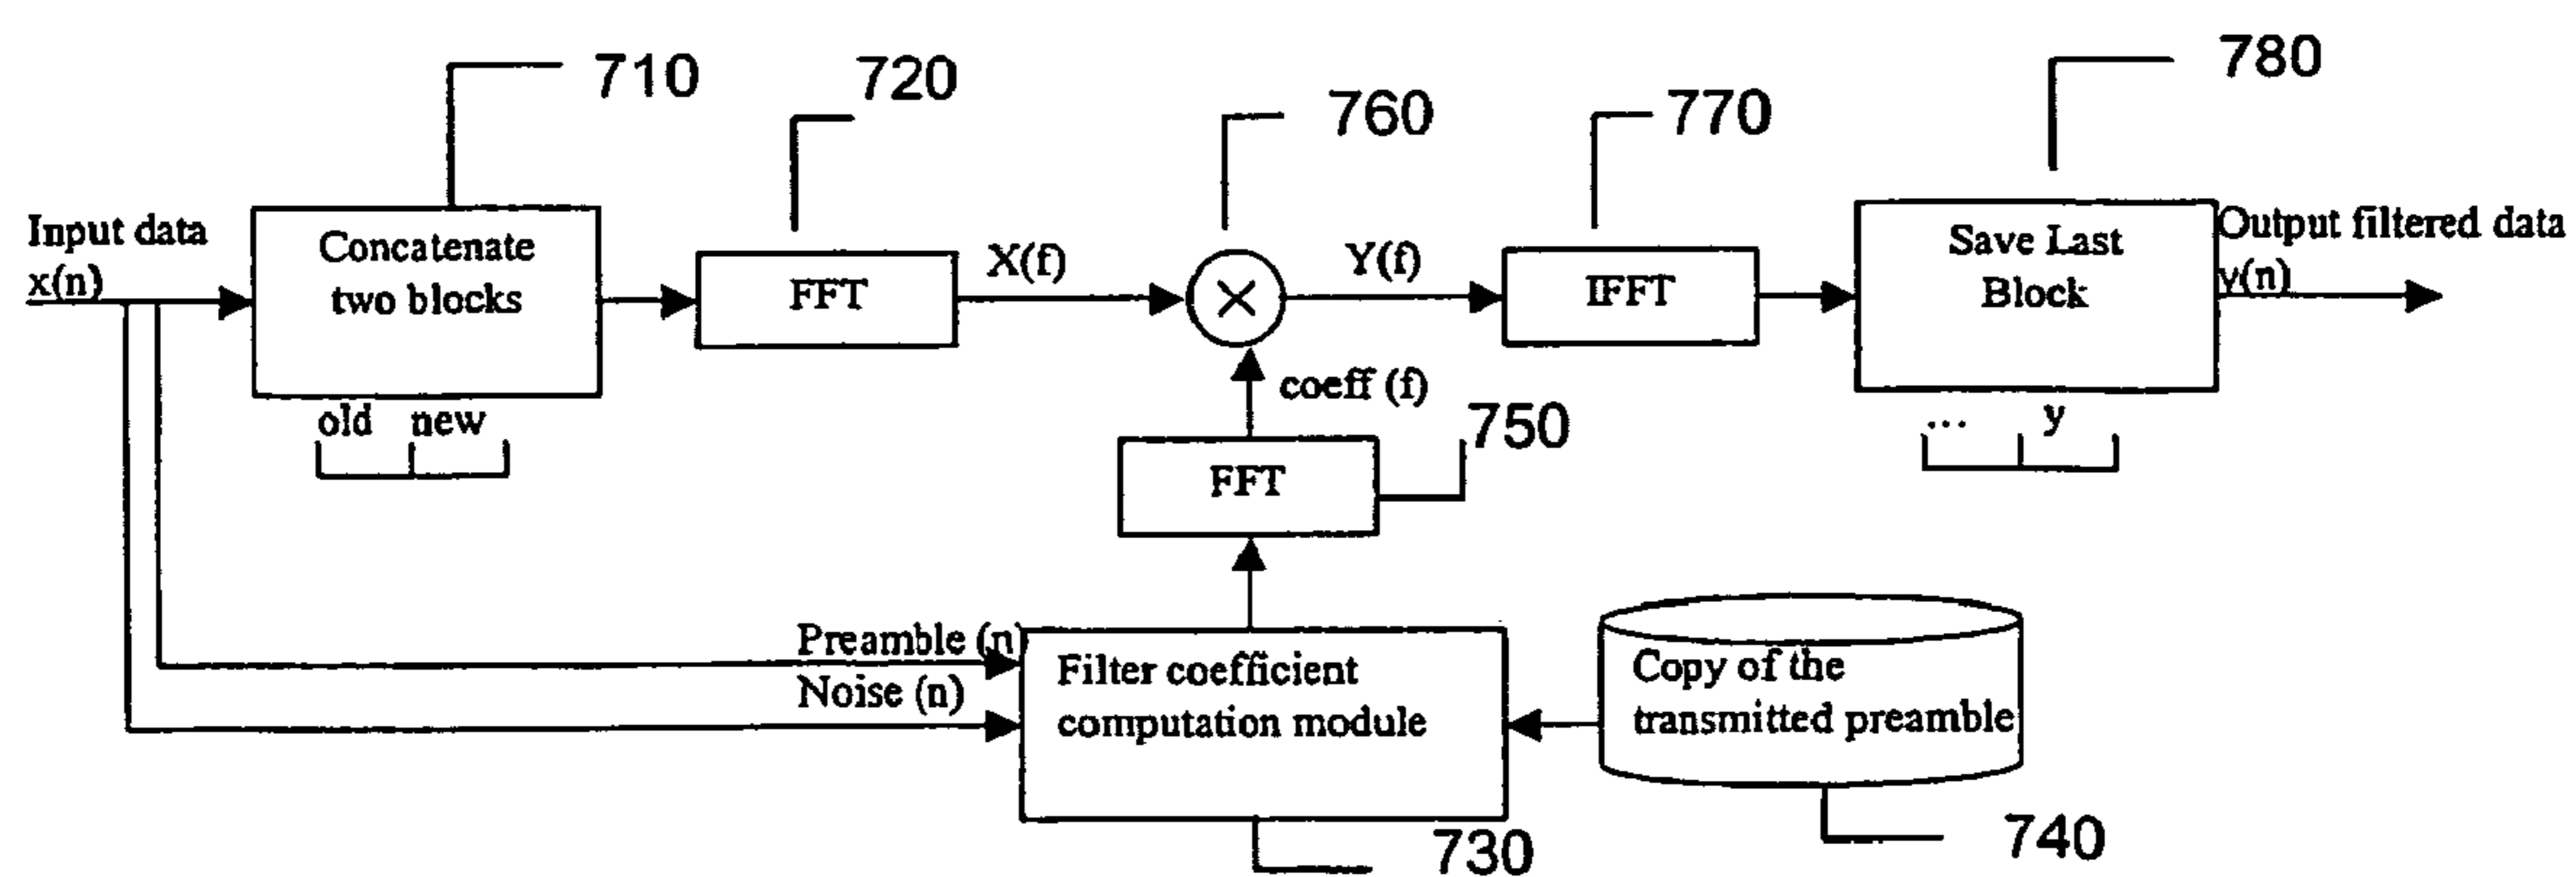 710
720
760
770
780
Input data
x(n)
Concatenate
two blocks
old new
FFT
X(f)
Y(f)
IFFT
Save Last
Block
... y
Output filtered data
y(n)
coeff (f)
750
FFT
Preamble (n)
Noise (n)
Filter coefficient
computation module
Copy of the
transmitted preamble
730
740